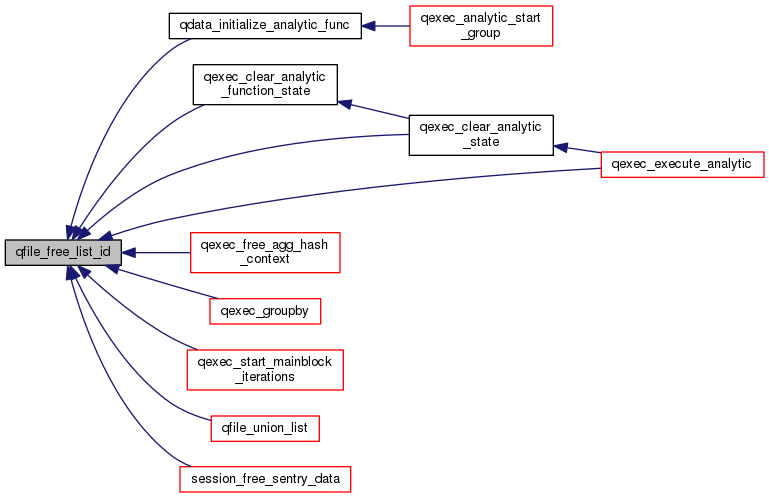 qdata_initialize_analytic_func
qexec_analytic_start
_group
qexec_clear_analytic
_function_state
qexec_clear_analytic
_state
qexec_execute_analytic
qfile_free_list_id
qexec_free_agg_hash
_context
qexec_groupby
qexec_start_mainblock
_iterations
qfile_union_list
session_free_sentry_data